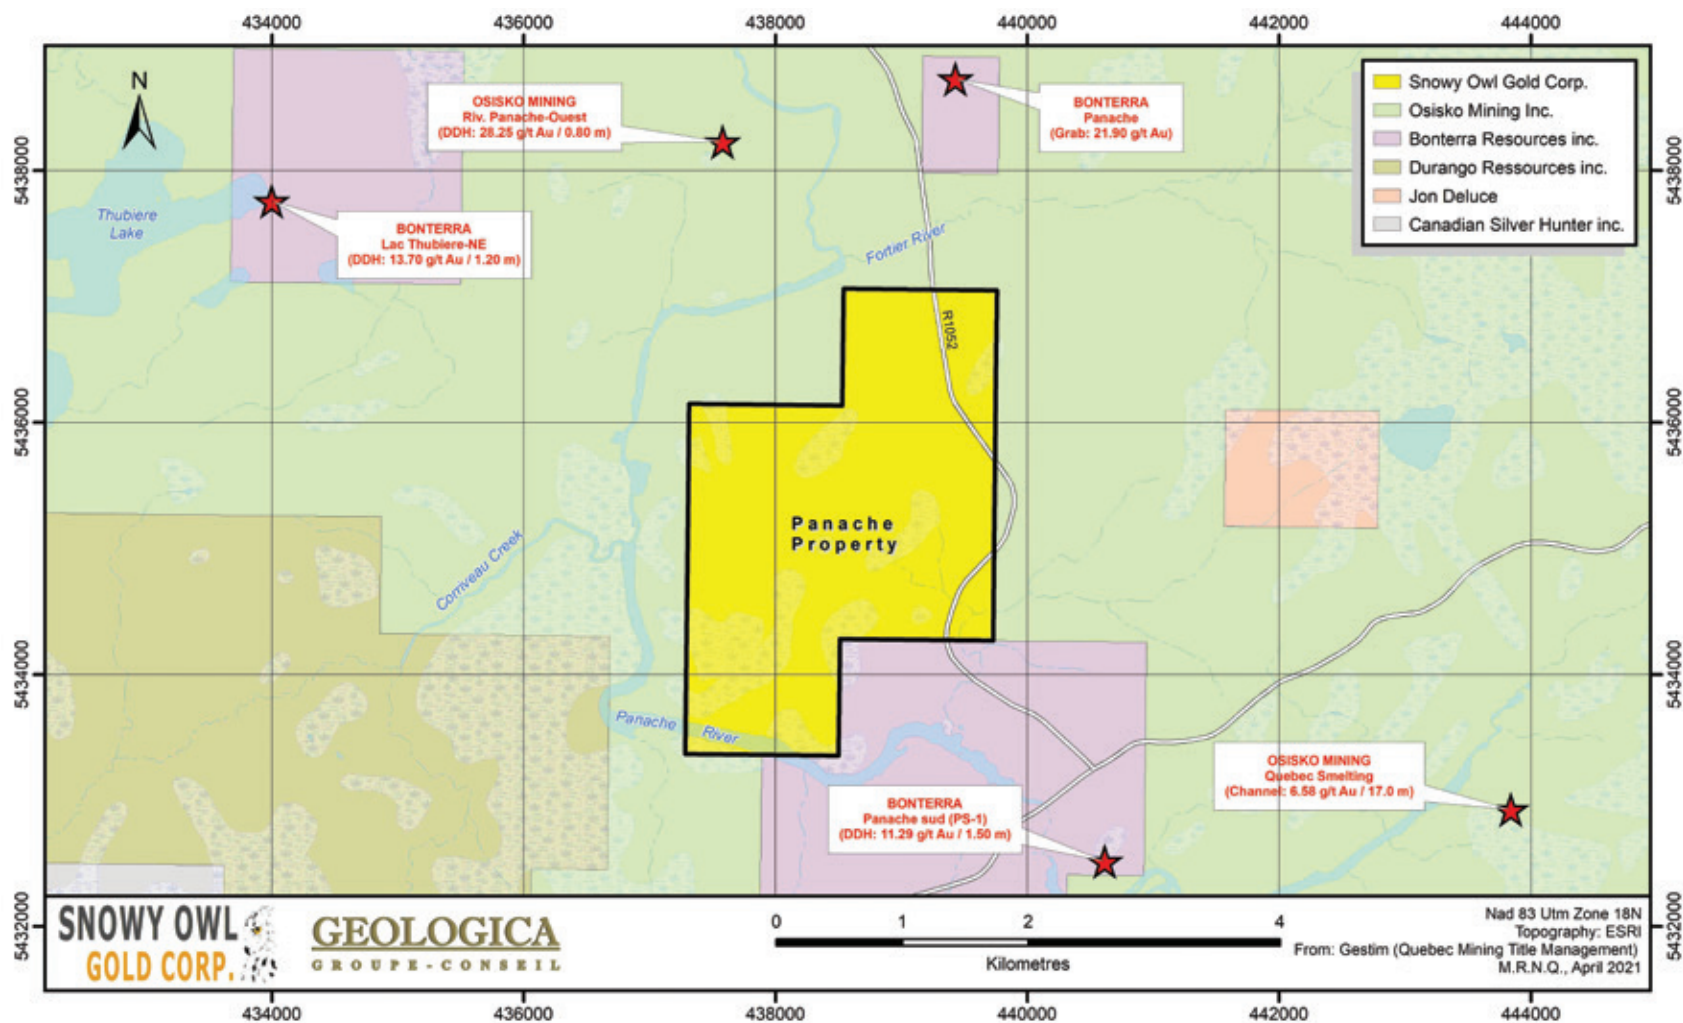 434000
436000
438000
440000
442000
444000
N
OSISKO MINING
Riv. Panache-Ouest
(DDH: 28.25 g/t Au / 0.80 m)
BONTERRA
Panache
(Grab: 21.90 g/t Au)
Snowy Owl Gold Corp.
Osisko Mining Inc.
Bonterra Resources inc.
Durango Ressources inc.
Jon Deluce
Canadian Silver Hunter inc.
5438000
5438000
Thubiere
Lake
BONTERRA
Lac Thubiere-NE
(DDH: 13.70 g/t Au / 1.20 m)
Fortier River
R1052
5436000
5436000
Panache
Property
Corriveau Creek
5434000
5434000
Panache River
OSISKO MINING
Quebec Smelting
(Channel: 6.58 g/t Au / 17.0 m)
BONTERRA
Panache sud (PS-1)
(DDH: 11.29 g/t Au / 1.50 m)
5432000
5432000
SNOWY OWL
GOLD CORP.
GEOLOGICA
GROUPE-CONSEIL
0 1 2 4
Kilometres
Nad 83 Utm Zone 18N
Topography: ESRI
From: Gestim (Quebec Mining Title Management)
M.R.N.Q., April 2021
434000
436000
438000
440000
442000
444000